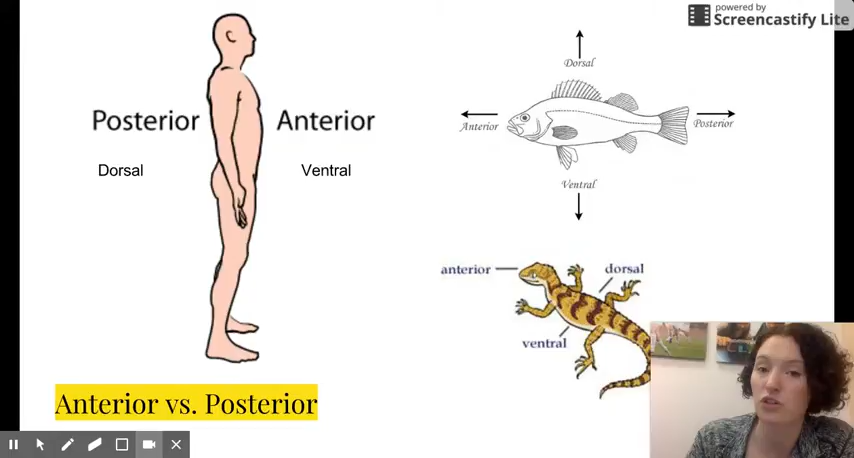 powered by
Screencastify Lite
Posterior
Anterior
Dorsal
Ventral
Dorsal
Anterior
Posterior
Ventral
anterior
dorsal
ventral
Anterior vs. Posterior